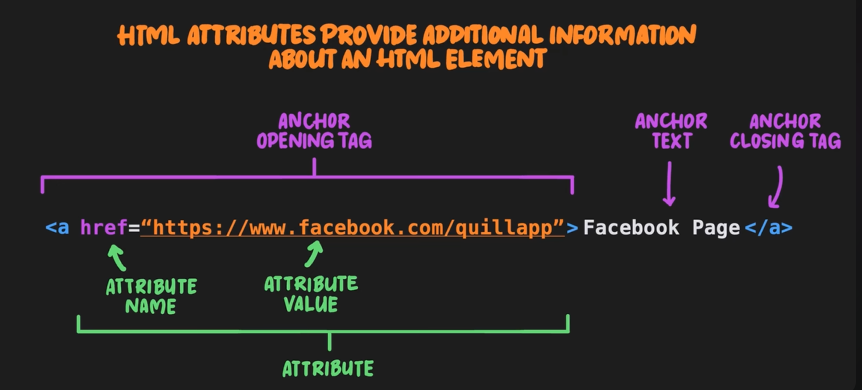 HTML ATTRIBUTES PROVIDE ADDITIONAL INFORMATION
ABOUT AN HTML ELEMENT
ANCHOR
OPENING TAG
ANCHOR
TEXT
ANCHOR
CLOSING TAG
<a href=“https://www.facebook.com/quillapp”>Facebook Page</a>
ATTRIBUTE
NAME
ATTRIBUTE
VALUE
ATTRIBUTE